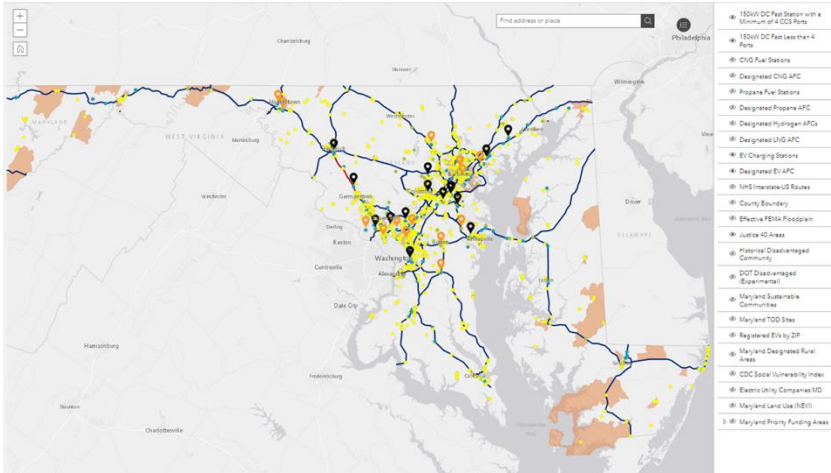 Find address or place
Philadelphia
Chambersburg
Hanover
Wilmington
Hagerstown
Westminster
MARYLAND
WEST VIRGINIA
Martinsburg
Winchester
Germantown
Sterling
Reston
Washington
Centreville
Alexandria
Annapolis
Dover
DELAWARE
Dale City
Harrisonburg
Fredericksburg
Staunton
Charlottesville
150kW DC Fast Station with a
Minimum of 4 CCS Ports
150kW DC Fast Less than 4
Ports
CNG Fuel Stations
Designated CNG AFC
Propane Fuel Stations
Designated Propane AFC
Designated Hydrogen AFCs
Designated LNG AFC
EV Charging Stations
Designated EV AFC
NHS Interstate-US Routes
County Boundary
Effective FEMA Floodplain
Justice 40 Areas
Historical Disadvantaged
Community
DOT Disadvantaged
(Experimental)
Maryland Sustainable
Communities
Maryland TOD Sites
Registered EVs by ZIP
Maryland Designated Rural
Areas
CDC Social Vulnerability Index
Electric Utility Companies MD
Maryland Land Use (NEVI)
Maryland Priority Funding Areas